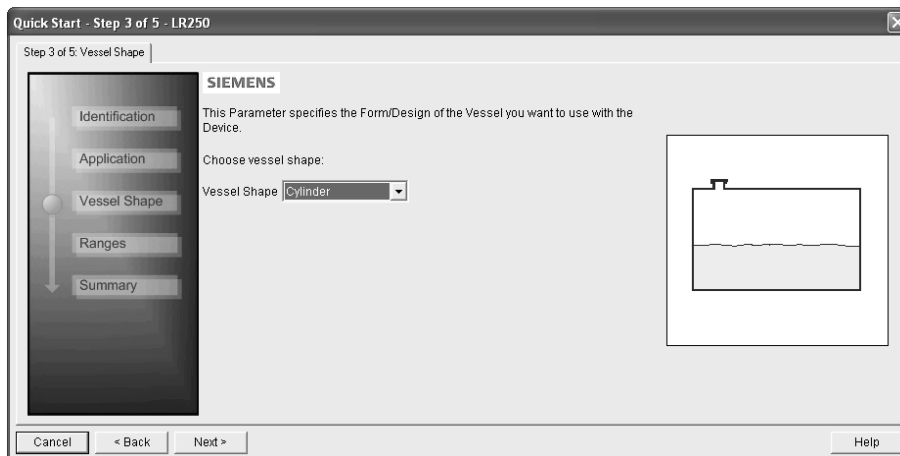 Quick Start - Step 3 of 5 - LR250
Step 3 of 5: Vessel Shape
Identification
Application
Vessel Shape
Ranges
Summary
SIEMENS
This Parameter specifies the Form/Design of the Vessel you want to use with the
Device.
Choose vessel shape:
Vessel Shape Cylinder
Cancel < Back Next > Help